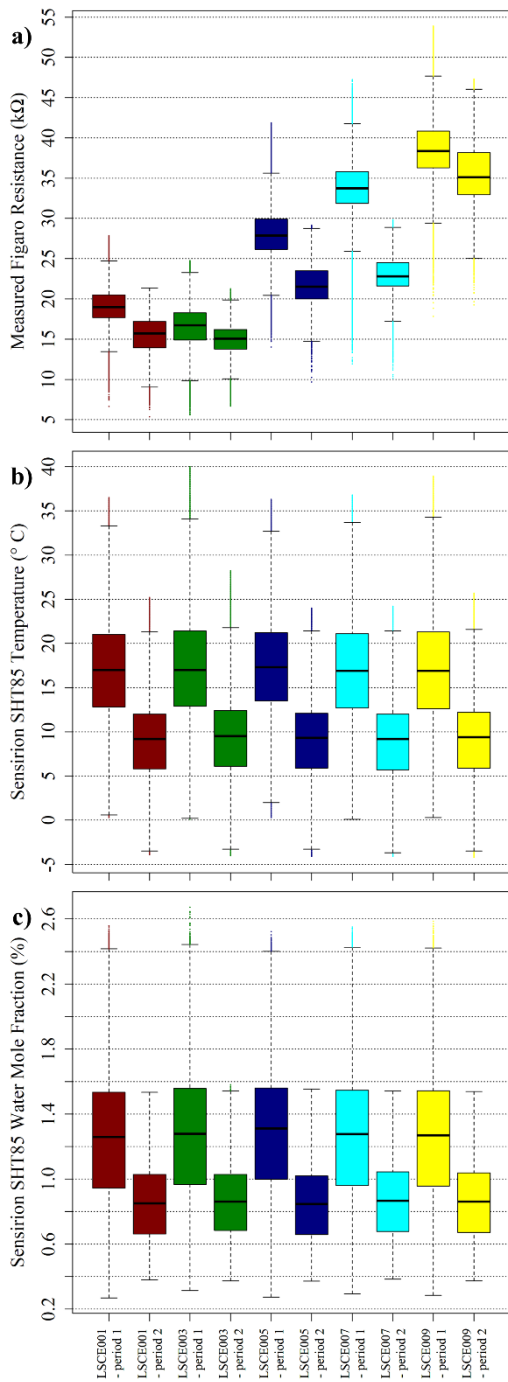 a)
Measured Figaro Resistance (kΩ)
55
50
45
40
35
30
25
20
15
10
5
b)
Sensirion SHT85 Temperature (° C)
40
35
30
25
20
15
10
5
0
-5
c)
Sensirion SHT85 Water Mole Fraction (%)
2.6
2.2
1.8
1.4
1.0
0.6
0.2
LSCE001
- period 1
LSCE001
- period 2
LSCE003
- period 1
LSCE003
- period 2
LSCE005
- period 1
LSCE005
- period 2
LSCE007
- period 1
LSCE007
- period 2
LSCE009
- period 1
LSCE009
- period 2